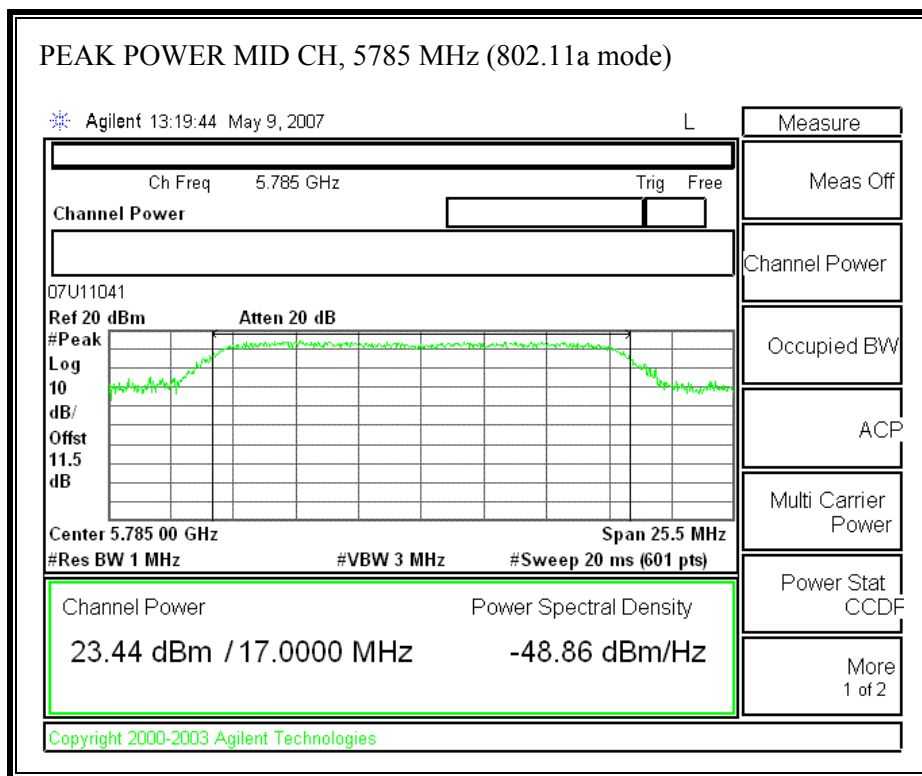 PEAK POWER MID CH, 5785 MHz (802.11a mode)
Agilent 13:19:44 May 9, 2007 L
Measure
Ch Freq 5.785 GHz Trig Free
Meas Off
Channel Power
Channel Power
07U11041
Ref 20 dBm Atten 20 dB
#Peak
Log
10
dB/
Offst
11.5
dB
Occupied BW
ACP
Multi Carrier
Power
Center 5.785 00 GHz Span 25.5 MHz
#Res BW 1 MHz #VBW 3 MHz #Sweep 20 ms (601 pts)
Power Stat
CCDF
Channel Power Power Spectral Density
23.44 dBm / 17.0000 MHz -48.86 dBm/Hz
More
1 of 2
Copyright 2000-2003 Agilent Technologies